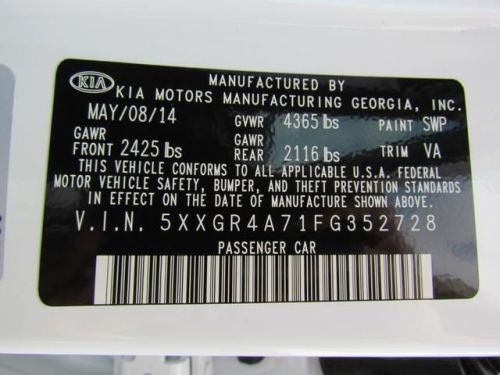 KIA
MANUFACTURED BY
KIA MOTORS MANUFACTURING GEORGIA, INC.
MAY/08/14 GVWR 4365 lbs PAINT SWP
GAWR FRONT 2425 lbs GAWR REAR 2116 lbs TRIM VA
THIS VEHICLE CONFORMS TO ALL APPLICABLE U.S.A. FEDERAL
MOTOR VEHICLE SAFETY, BUMPER, AND THEFT PREVENTION STANDARDS
IN EFFECT ON THE DATE OF MANUFACTURE SHOWN ABOVE.
V.I.N. 5XXGR4A71FG352728
PASSENGER CAR